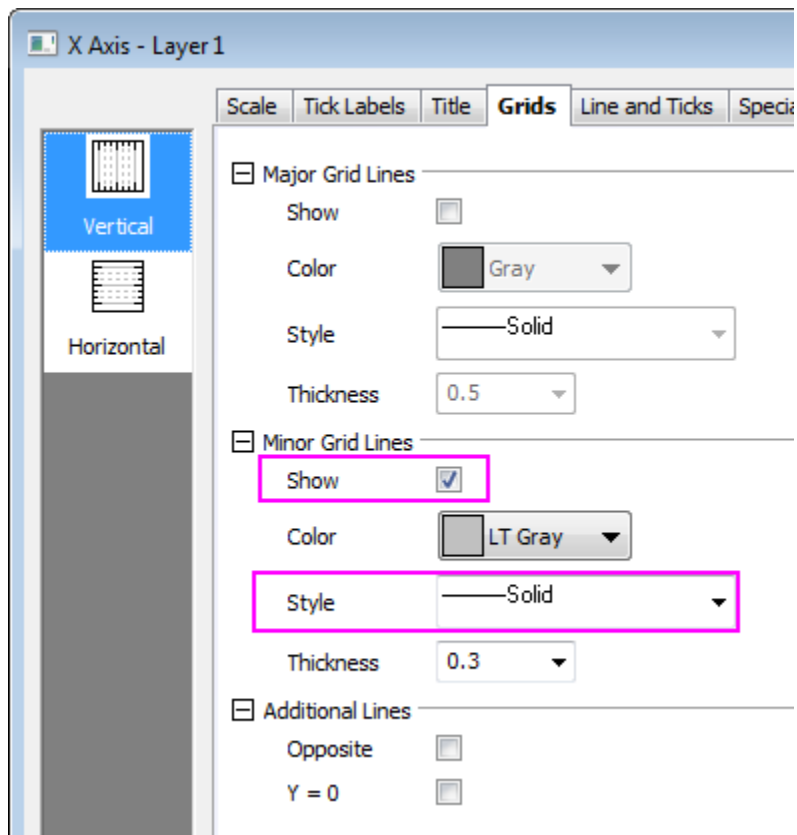 X Axis - Layer 1
Scale Tick Labels Title Grids Line and Ticks Specia
Vertical
Horizontal
Major Grid Lines
Show
Color Gray
Style Solid
Thickness 0.5
Minor Grid Lines
Show
Color LT Gray
Style Solid
Thickness 0.3
Additional Lines
Opposite
Y = 0